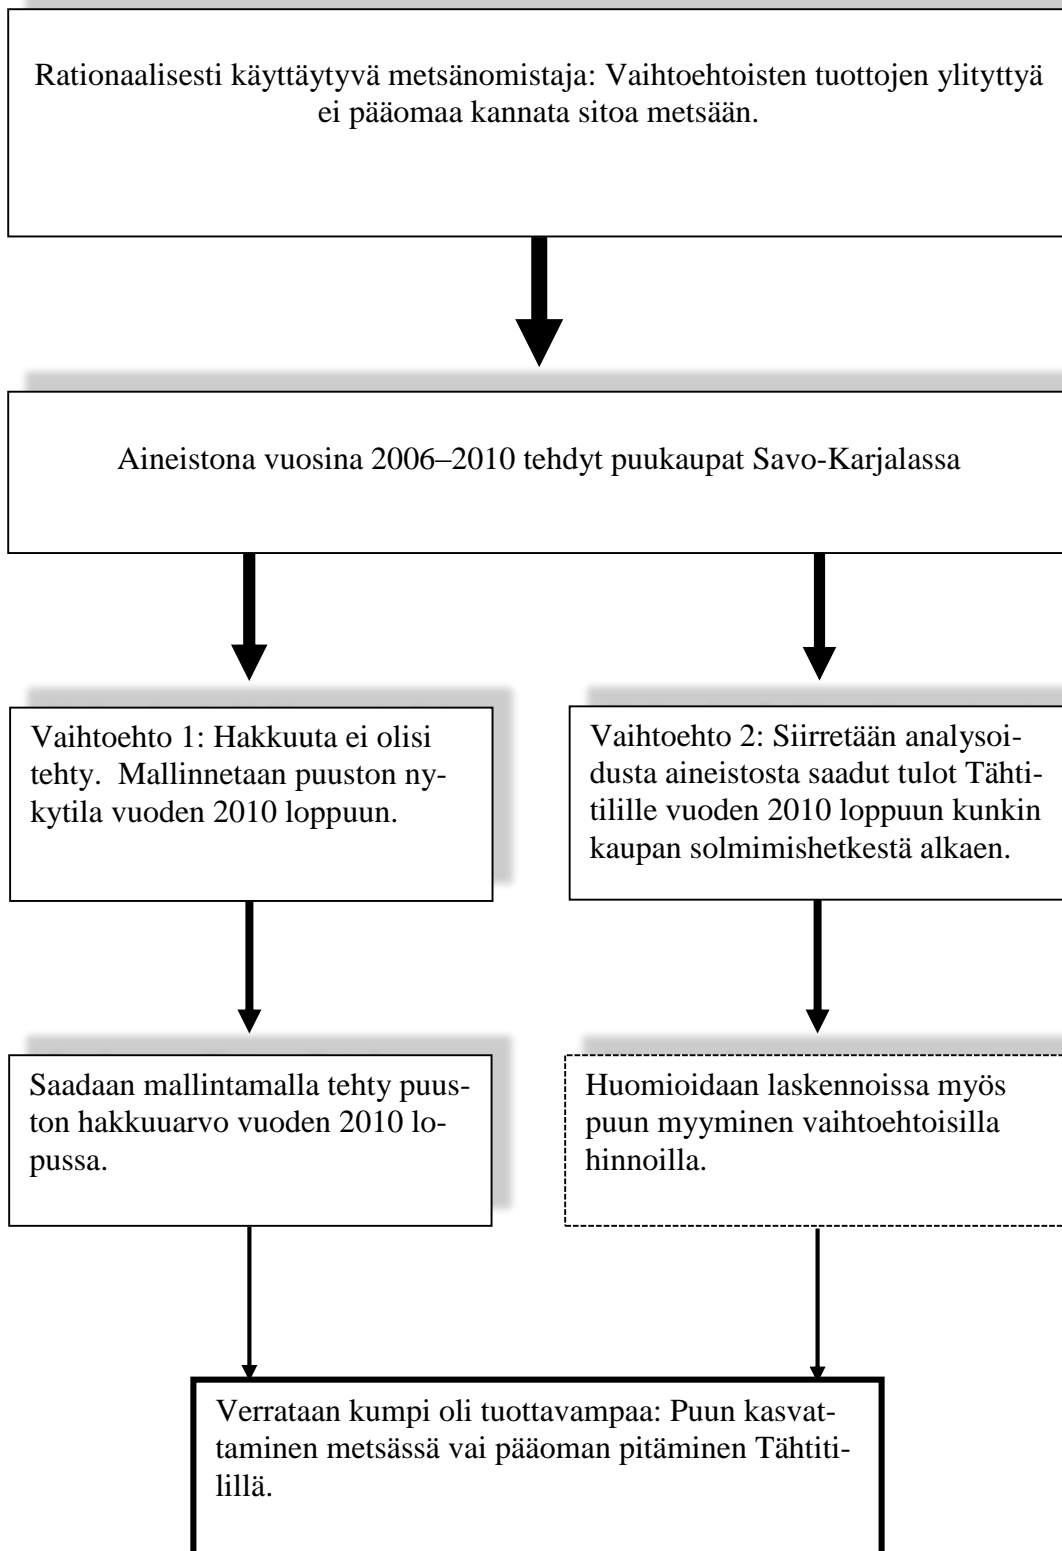 Rationaalisesti käyttäytyvä metsänomistaja: Vaihtoehtoisten tuottojen ylityttyä
ei pääomaa kannata sitoa metsään.
Aineistona vuosina 2006–2010 tehdyt puukaupat Savo-Karjalassa
Vaihtoehto 1: Hakkuuta ei olisi
tehty.  Mallinnetaan puuston ny-
kytila vuoden 2010 loppuun.
Vaihtoehto 2: Siirretään analysoi-
dusta aineistosta saadut tulot Tähti-
tilille vuoden 2010 loppuun kunkin
kaupan solmimishetkestä alkaen.
Saadaan mallintamalla tehty puus-
ton hakkuuarvo vuoden 2010 lo-
pussa.
Huomioidaan laskennoissa myös
puun myyminen vaihtoehtoisilla
hinnoilla.
Verrataan kumpi oli tuottavampaa: Puun kasvat-
taminen metsässä vai pääoman pitäminen Tähtiti-
lillä.